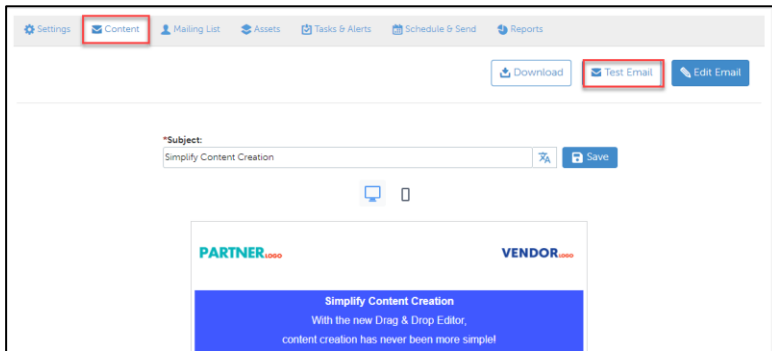 Settings Content Mailing List Assets Tasks & Alerts Schedule & Send Reports
Download Test Email Edit Email
*Subject:
Simplify Content Creation Save
PARTNER LOGO VENDOR LOGO
Simplify Content Creation
With the new Drag & Drop Editor,
content creation has never been more simple!